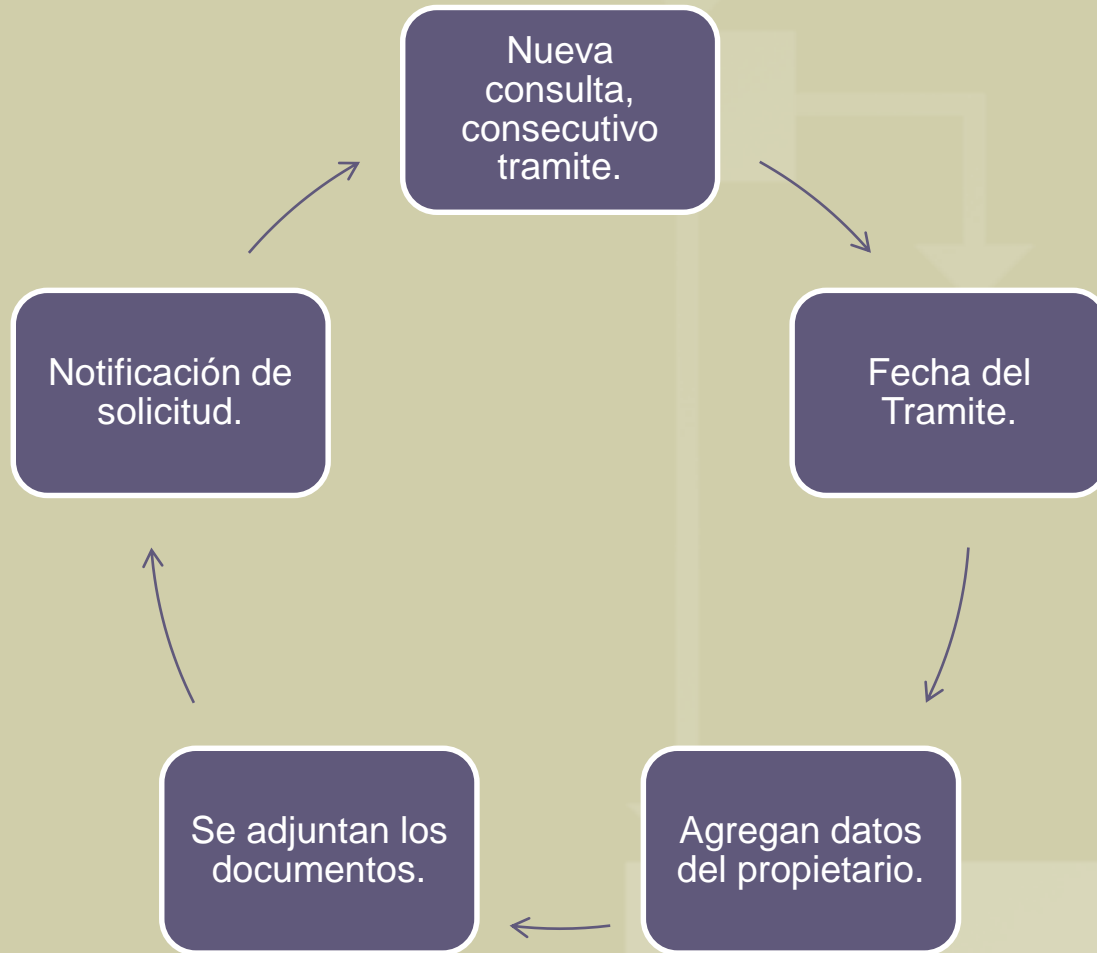 Nueva
consulta,
consecutivo
tramite.
Fecha del
Tramite.
Agregan datos
del propietario.
Se adjuntan los
documentos.
Notificación de
solicitud.